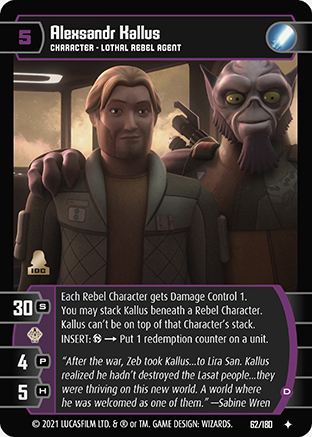 5
Alexsandr Kallus
CHARACTER - LOTHAL REBEL AGENT
IDC
30 S
Each Rebel Character gets Damage Control 1.
You may stack Kallus beneath a Rebel Character.
Kallus can't be on top of that Character's stack.
INSERT: → Put 1 redemption counter on a unit.
4 P
5 H
“After the war, Zeb took Kallus...to Lira San. Kallus
realized he hadn't destroyed the Lasat people...they
were thriving on this new world. A world where
he was welcomed as one of them.” —Sabine Wren
D
© 2021 LUCASFILM LTD. & ® or TM. GAME DESIGN: WIZARDS.
62/180